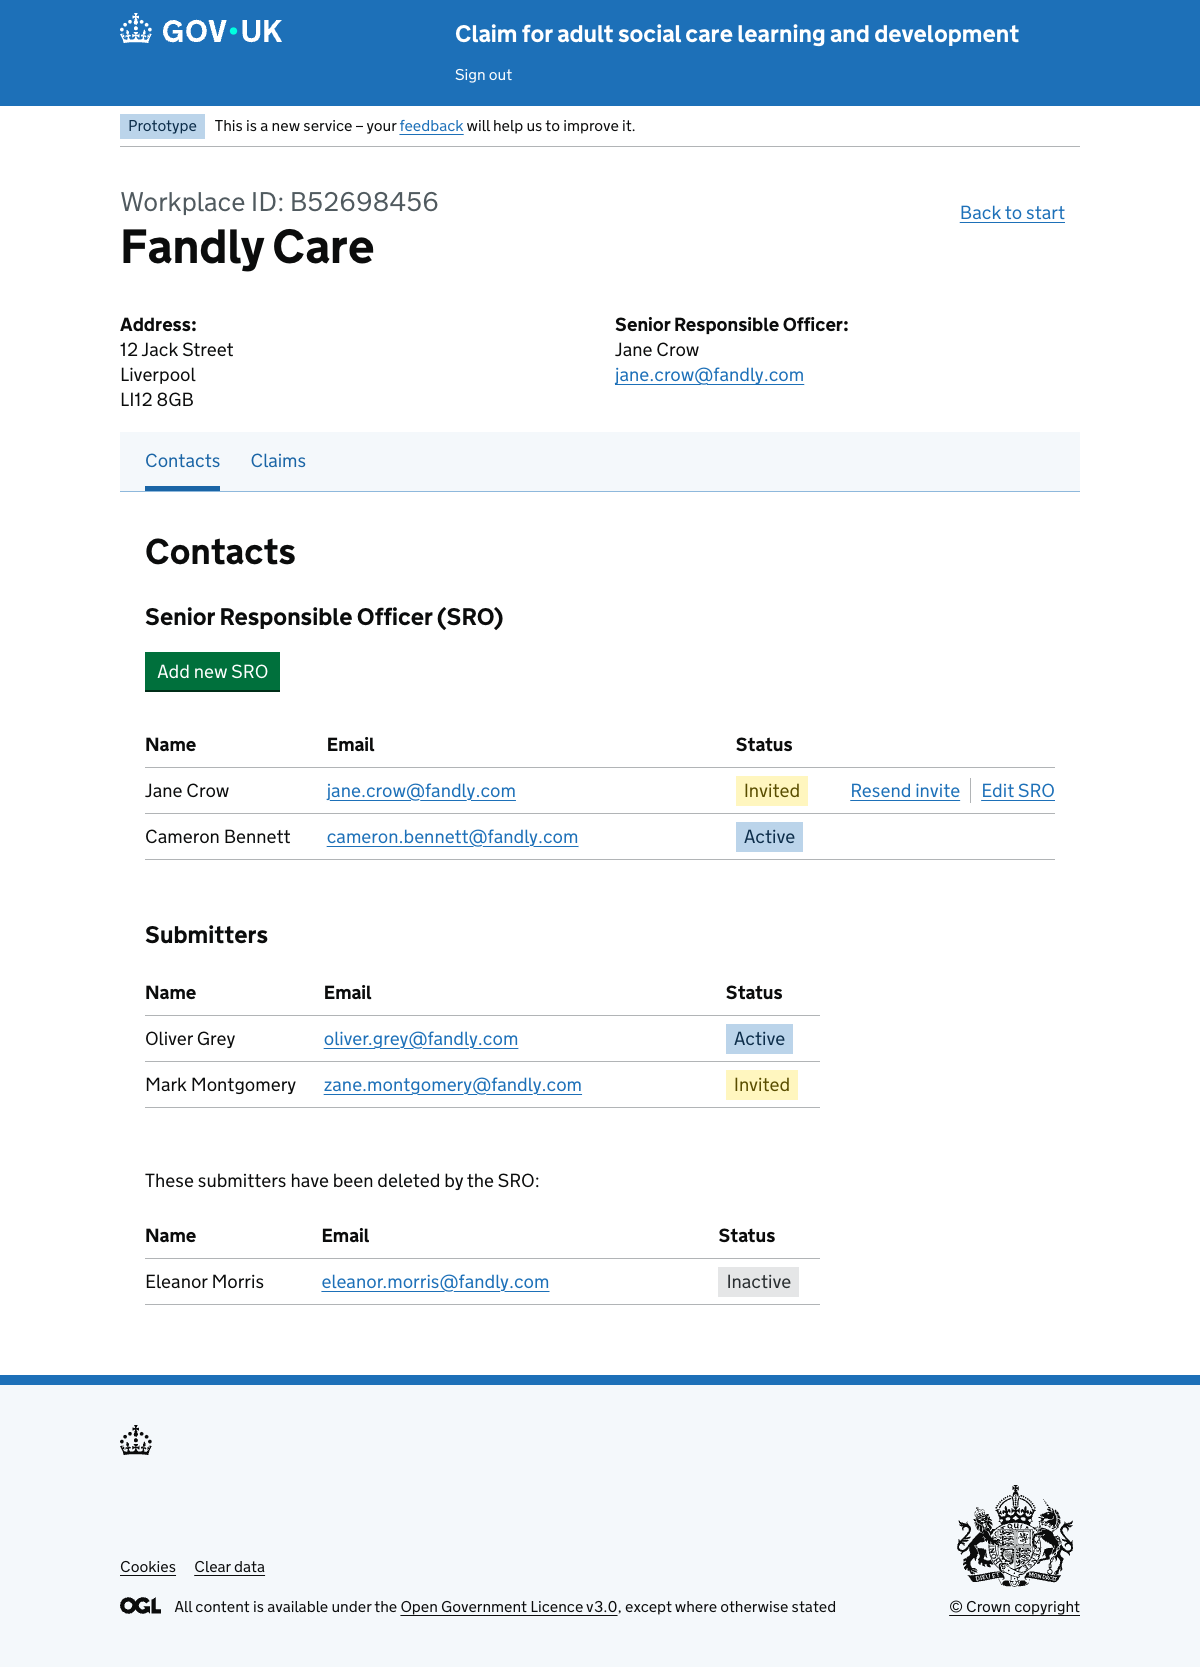 GOV·UK
Claim for adult social care learning and development
Sign out
Prototype This is a new service – your feedback will help us to improve it.
Workplace ID: B52698456
Back to start
Fandly Care
Address:
12 Jack Street
Liverpool
LI12 8GB
Senior Responsible Officer:
Jane Crow
jane.crow@fandly.com
Contacts Claims
Contacts
Senior Responsible Officer (SRO)
Add new SRO
Name Email Status
Jane Crow jane.crow@fandly.com Invited Resend invite Edit SRO
Cameron Bennett cameron.bennett@fandly.com Active
Submitters
Name Email Status
Oliver Grey oliver.grey@fandly.com Active
Mark Montgomery zane.montgomery@fandly.com Invited
These submitters have been deleted by the SRO:
Name Email Status
Eleanor Morris eleanor.morris@fandly.com Inactive
Cookies Clear data
OGL All content is available under the Open Government Licence v3.0, except where otherwise stated
© Crown copyright